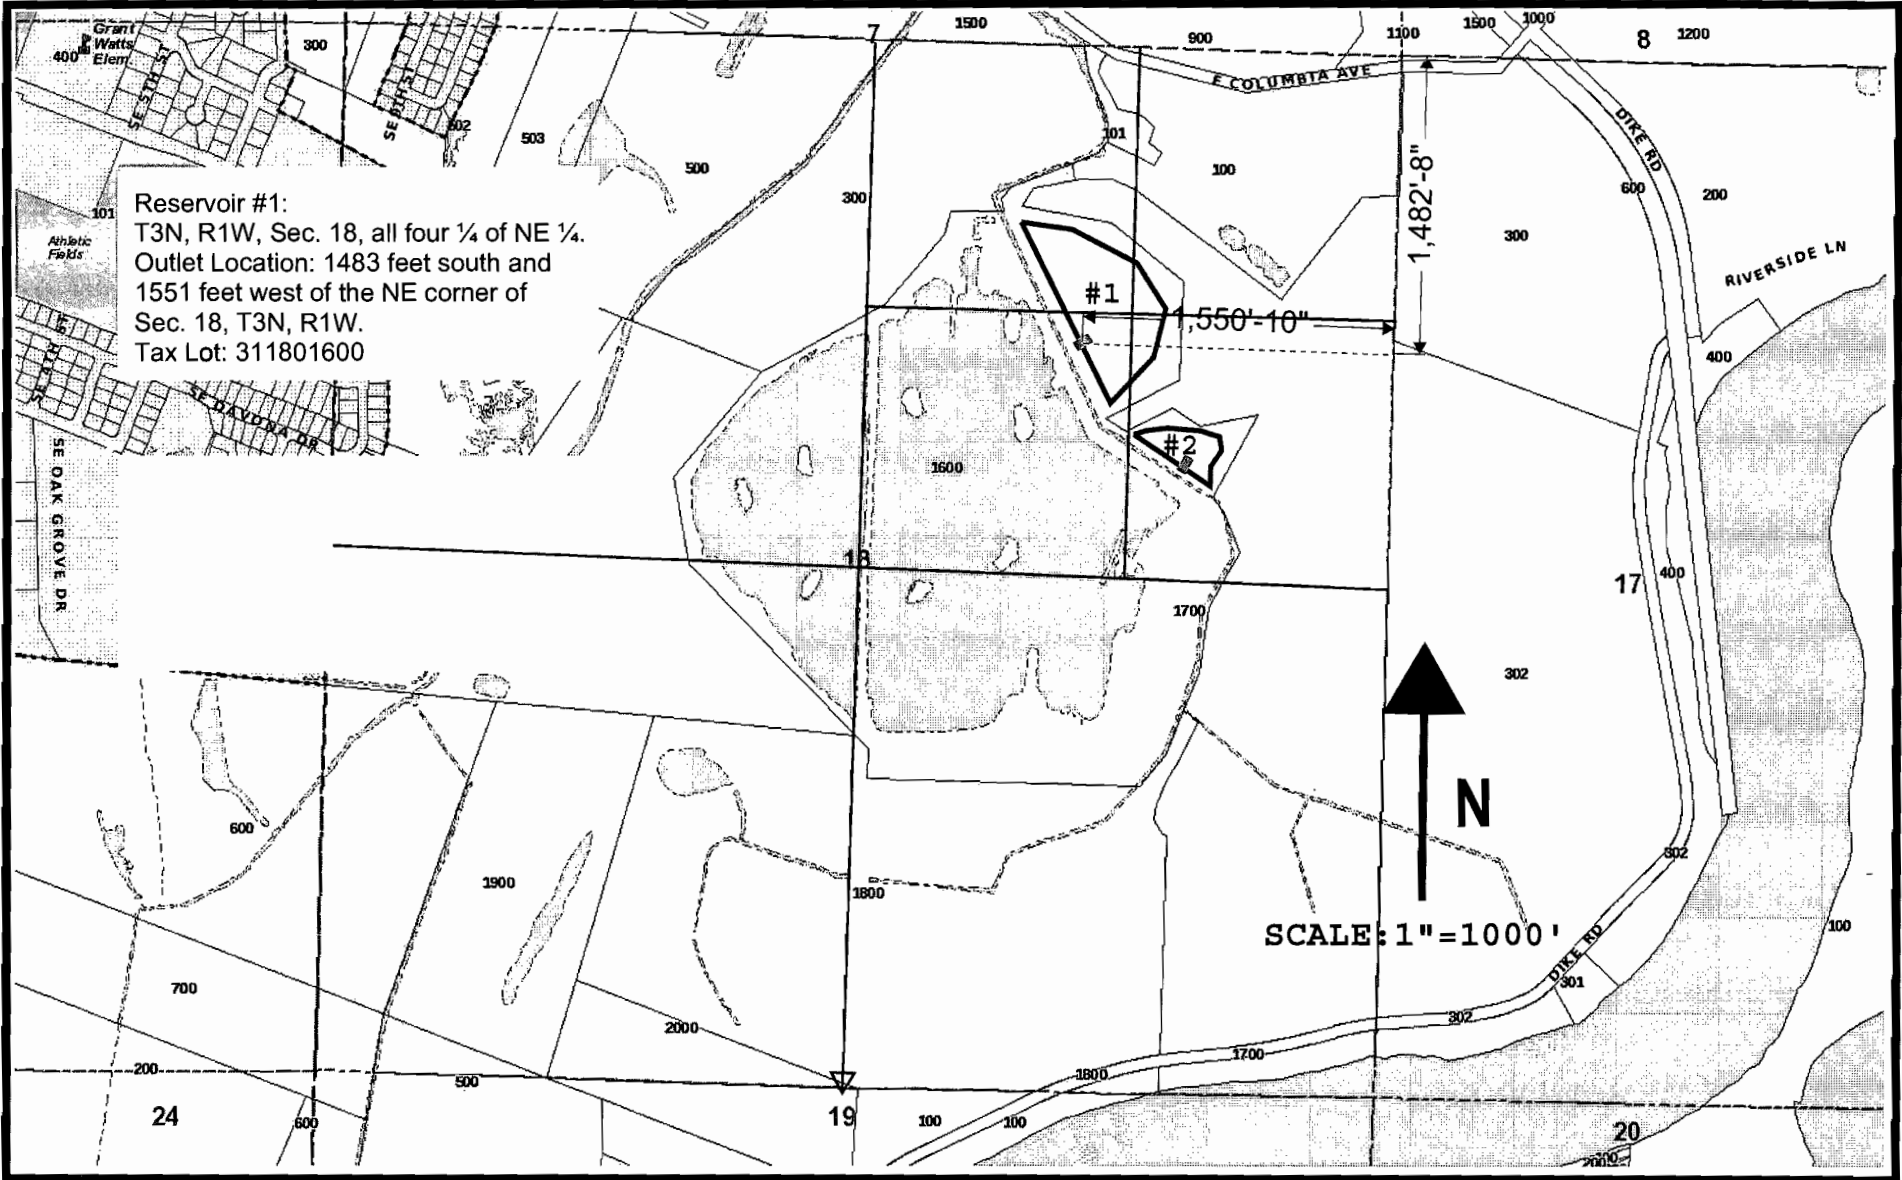 Grant
Watts
Elem
400
300
SE 5TH ST
SE 8TH ST
602
503
500
7
1500
900
1100
1500
1000
8
1200
E COLUMBIA AVE
DIKE RD
101
100
600
200
300
300
1,482'-8"
RIVERSIDE LN
101
Athletic
Fields
Reservoir #1:
T3N, R1W, Sec. 18, all four ¼ of NE ¼.
Outlet Location: 1483 feet south and
1551 feet west of the NE corner of
Sec. 18, T3N, R1W.
Tax Lot: 311801600
#1
1,550'-10"
400
SE 4TH ST
SE DAVONA DR
SE OAK GROVE DR
#2
1600
18
17
400
1700
302
N
SCALE:1"=1000'
600
1900
1800
302
100
DIKE RD
301
700
2000
302
1700
1800
200
500
24
600
19
100
100
20